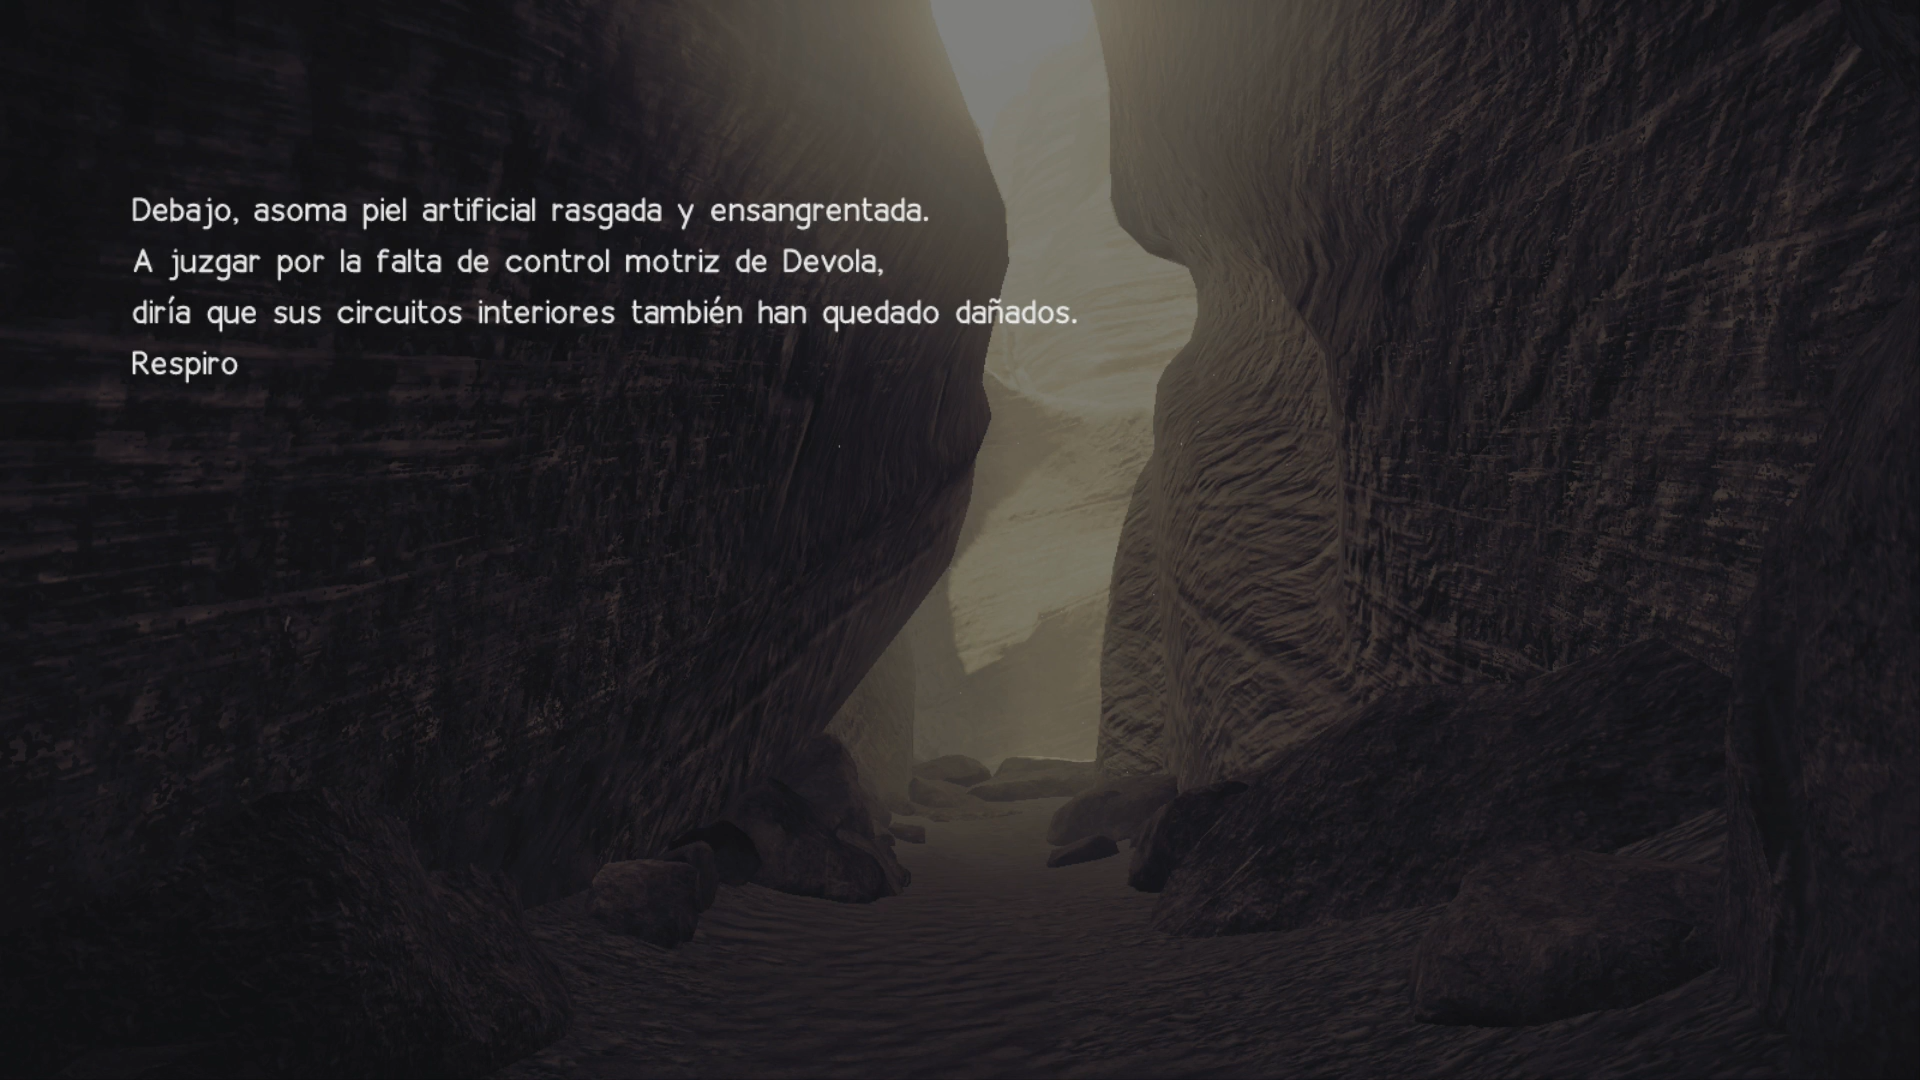 Debajo, asoma piel artificial rasgada y ensangrentada.
A juzgar por la falta de control motriz de Devola,
diría que sus circuitos interiores también han quedado dañados.
Respiro